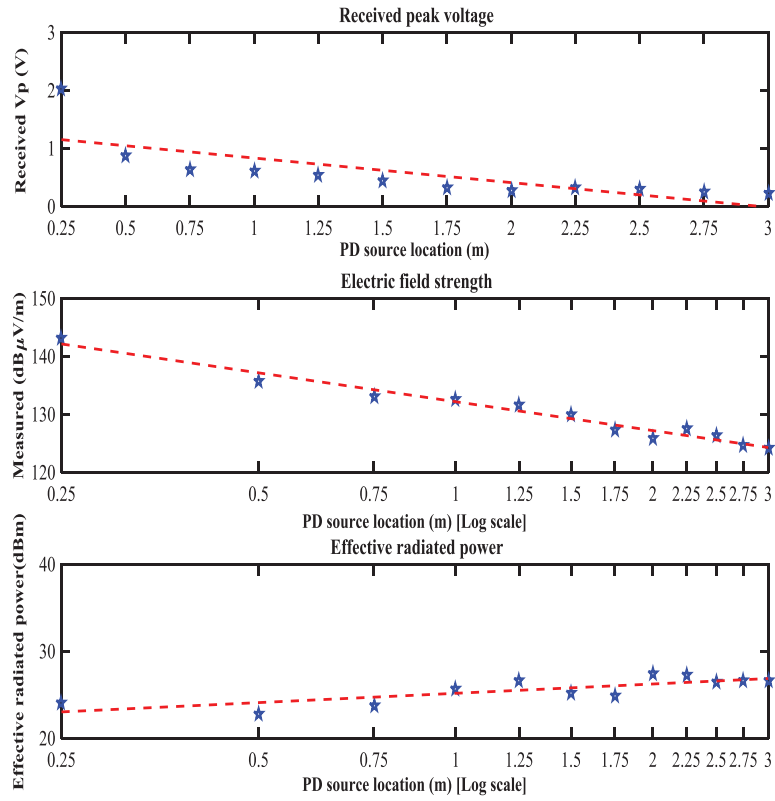 Received peak voltage
Received Vp (V)
3
2
1
0
0.25 0.5 0.75 1 1.25 1.5 1.75 2 2.25 2.5 2.75 3
PD source location (m)
Electric field strength
Measured (dBμV/m)
150
140
130
120
0.25 0.5 0.75 1 1.25 1.5 1.75 2 2.25 2.5 2.75 3
PD source location (m) [Log scale]
Effective radiated power
Effective radiated power(dBm)
40
30
20
0.25 0.5 0.75 1 1.25 1.5 1.75 2 2.25 2.5 2.75 3
PD source location (m) [Log scale]